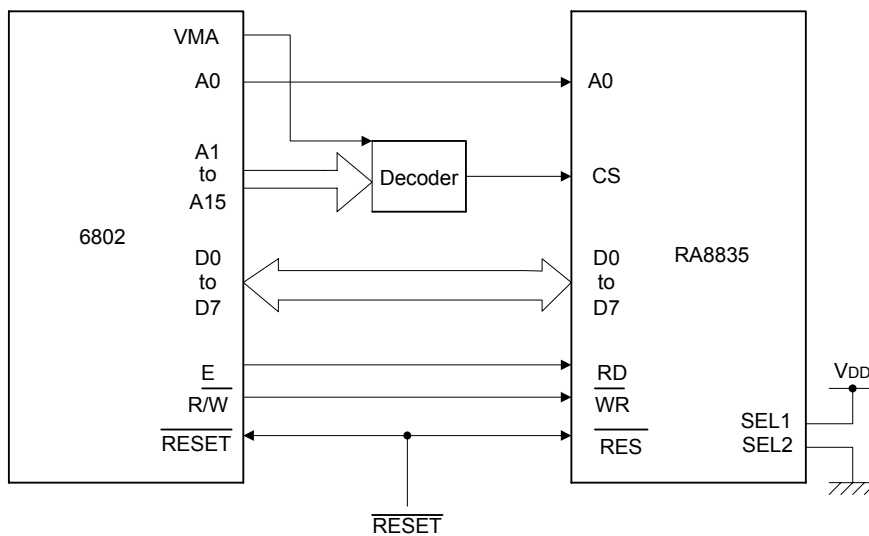 VMA
A0
A0
A1
to
A15
Decoder
CS
6802
D0
to
D7
D0
to
D7
RA8835
E
RD
R/W
WR
VDD
SEL1
RESET
RES
SEL2
RESET